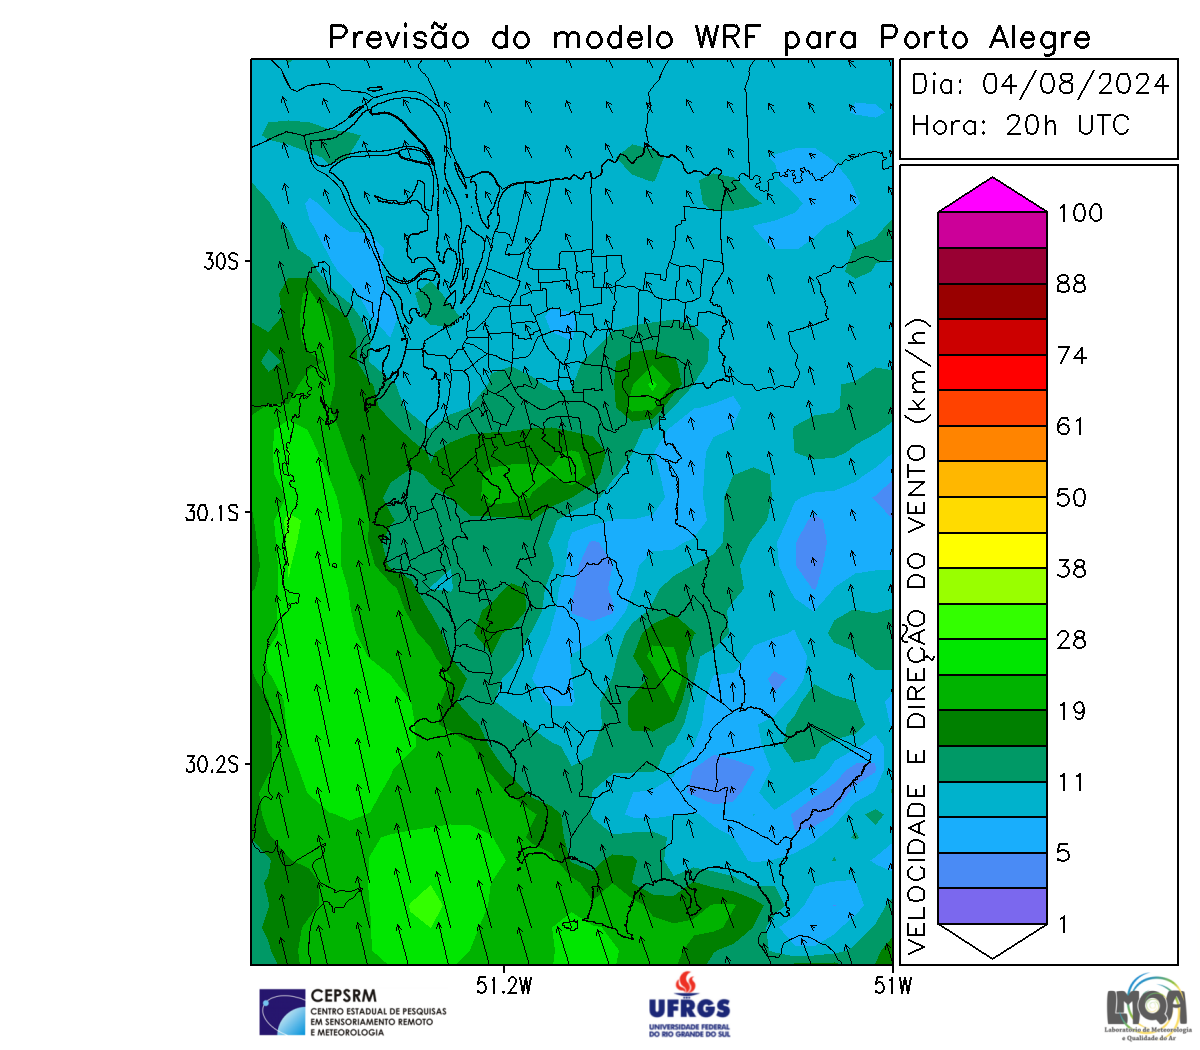 Previsão do modelo WRF para Porto Alegre
Dia: 04/08/2024
Hora: 20h UTC
30S
30.1S
30.2S
51.2W
51W
VELOCIDADE E DIREÇÃO DO VENTO (km/h)
100
88
74
61
50
38
28
19
11
5
1
CEPSRM
CENTRO ESTADUAL DE PESQUISAS
EM SENSORIAMENTO REMOTO
E METEOROLOGIA
UFRGS
UNIVERSIDADE FEDERAL
DO RIO GRANDE DO SUL
LMQA
Laboratório de Meteorologia
e Qualidade do Ar